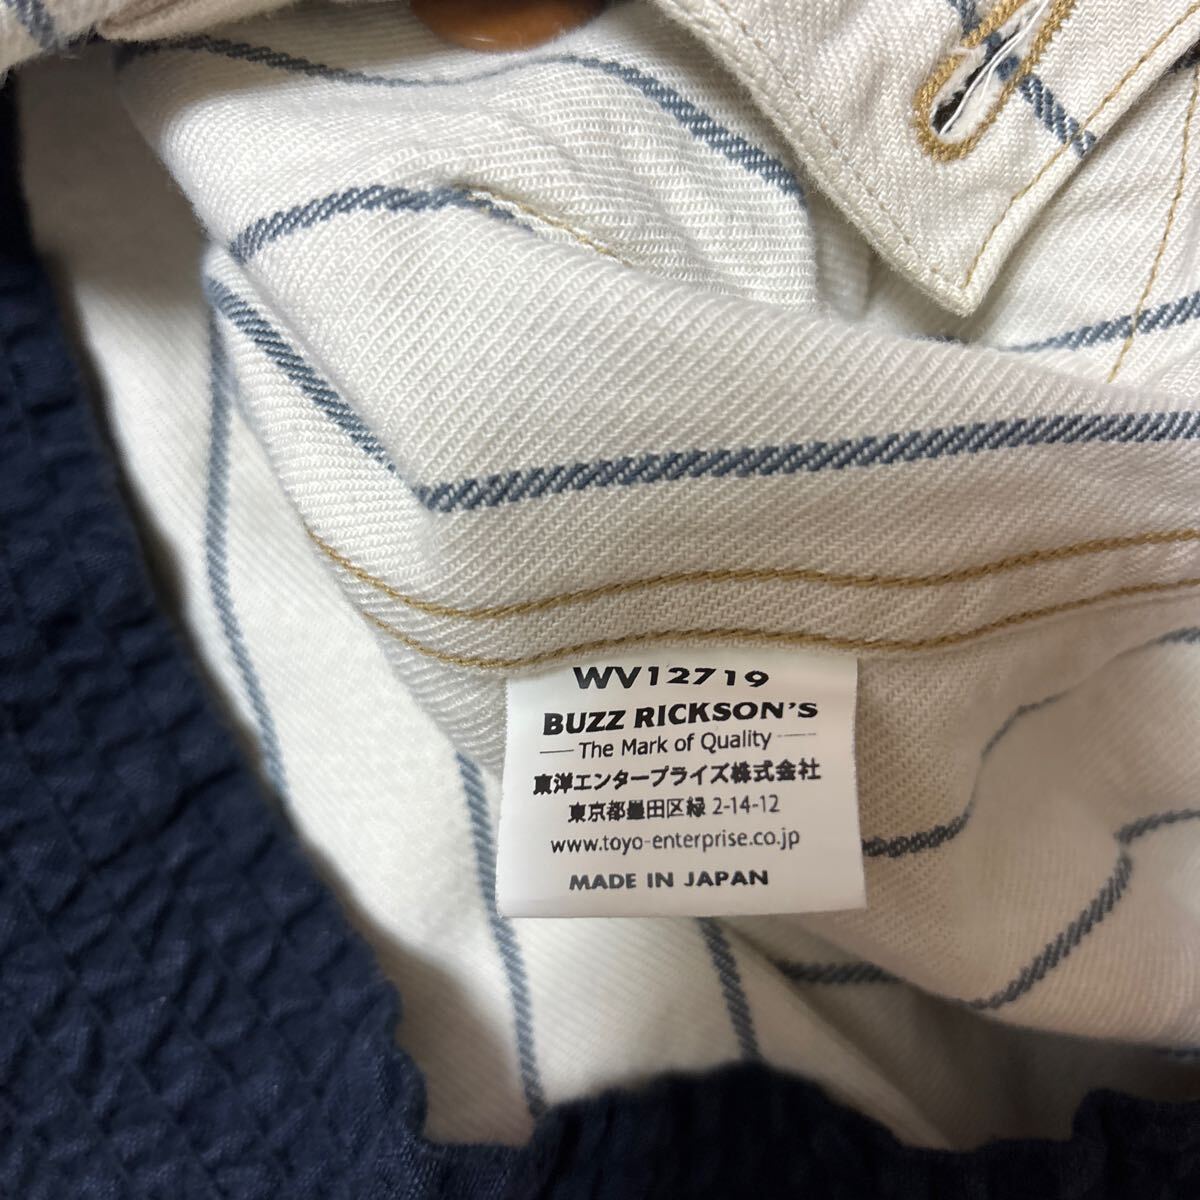 WV12719
BUZZ RICKSON'S
The Mark of Quality
東洋エンタープライズ株式会社
東京都墨田区緑 2-14-12
www.toyo-enterprise.co.jp
MADE IN JAPAN